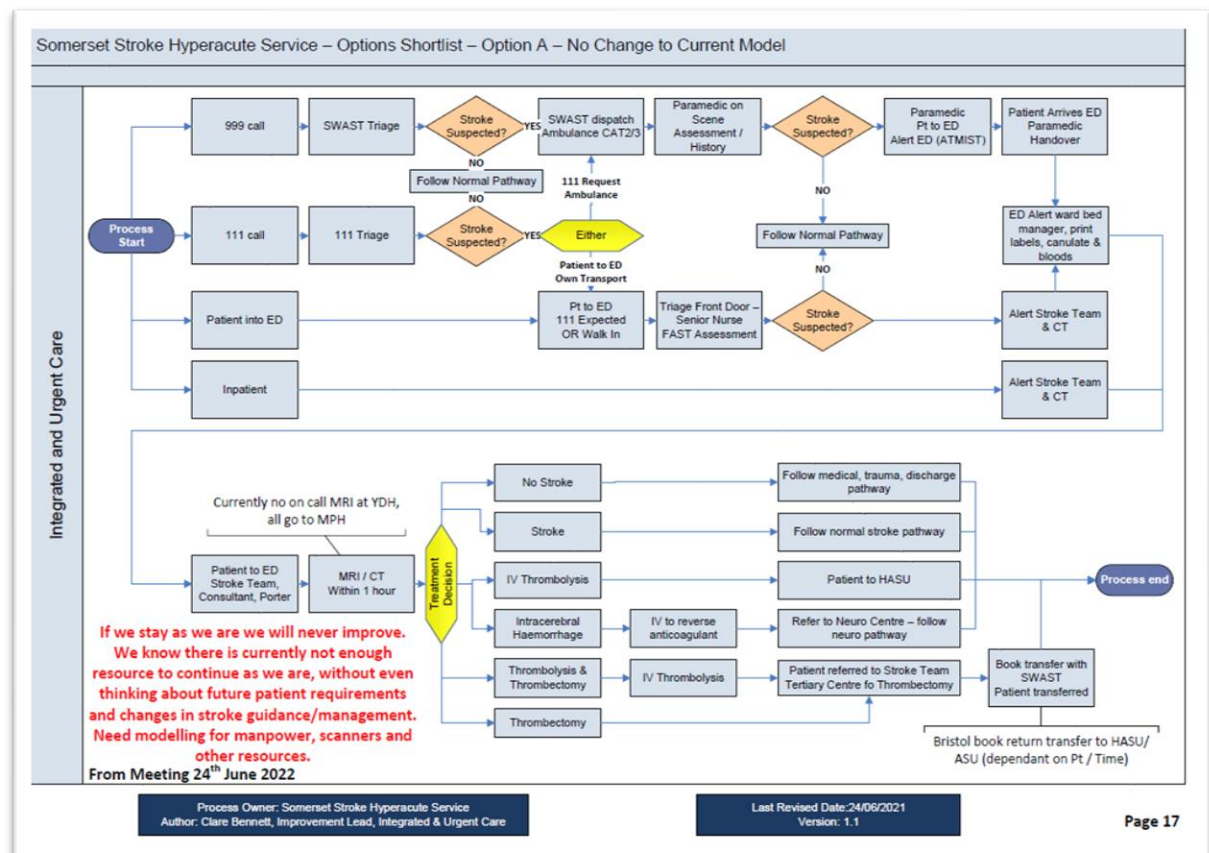 Somerset Stroke Hyperacute Service – Options Shortlist – Option A – No Change to Current Model
Integrated and Urgent Care
Process
Start
999 call
SWAST Triage
Stroke
Suspected?
YES
SWAST dispatch
Ambulance CAT2/3
Paramedic on
Scene
Assessment /
History
Stroke
Suspected?
Paramedic
Pt to ED
Alert ED (ATMIST)
Patient Arrives ED
Paramedic
Handover
NO
Follow Normal Pathway
NO
111 Request
Ambulance
NO
111 call
111 Triage
Stroke
Suspected?
YES
Either
Follow Normal Pathway
ED Alert ward bed
manager, print
labels, canulate &
bloods
Patient to ED
Own Transport
NO
Patient into ED
Pt to ED
111 Expected
OR Walk In
Triage Front Door –
Senior Nurse
FAST Assessment
Stroke
Suspected?
Alert Stroke Team
& CT
Inpatient
Alert Stroke Team
& CT
Currently no on call MRI at YDH,
all go to MPH
Patient to ED
Stroke Team,
Consultant, Porter
MRI / CT
Within 1 hour
Treatment
Decision
No Stroke
Follow medical, trauma, discharge
pathway
Stroke
Follow normal stroke pathway
IV Thrombolysis
Patient to HASU
Process end
Intracerebral
Haemorrhage
IV to reverse
anticoagulant
Refer to Neuro Centre – follow
neuro pathway
Thrombolysis &
Thrombectomy
IV Thrombolysis
Patient referred to Stroke Team
Tertiary Centre fo Thrombectomy
Book transfer with
SWAST
Patient transferred
Thrombectomy
Bristol book return transfer to HASU/
ASU (dependant on Pt / Time)
If we stay as we are we will never improve.
We know there is currently not enough
resource to continue as we are, without even
thinking about future patient requirements
and changes in stroke guidance/management.
Need modelling for manpower, scanners and
other resources.
From Meeting 24th June 2022
Process Owner: Somerset Stroke Hyperacute Service
Author: Clare Bennett, Improvement Lead, Integrated & Urgent Care
Last Revised Date:24/06/2021
Version: 1.1
Page 17